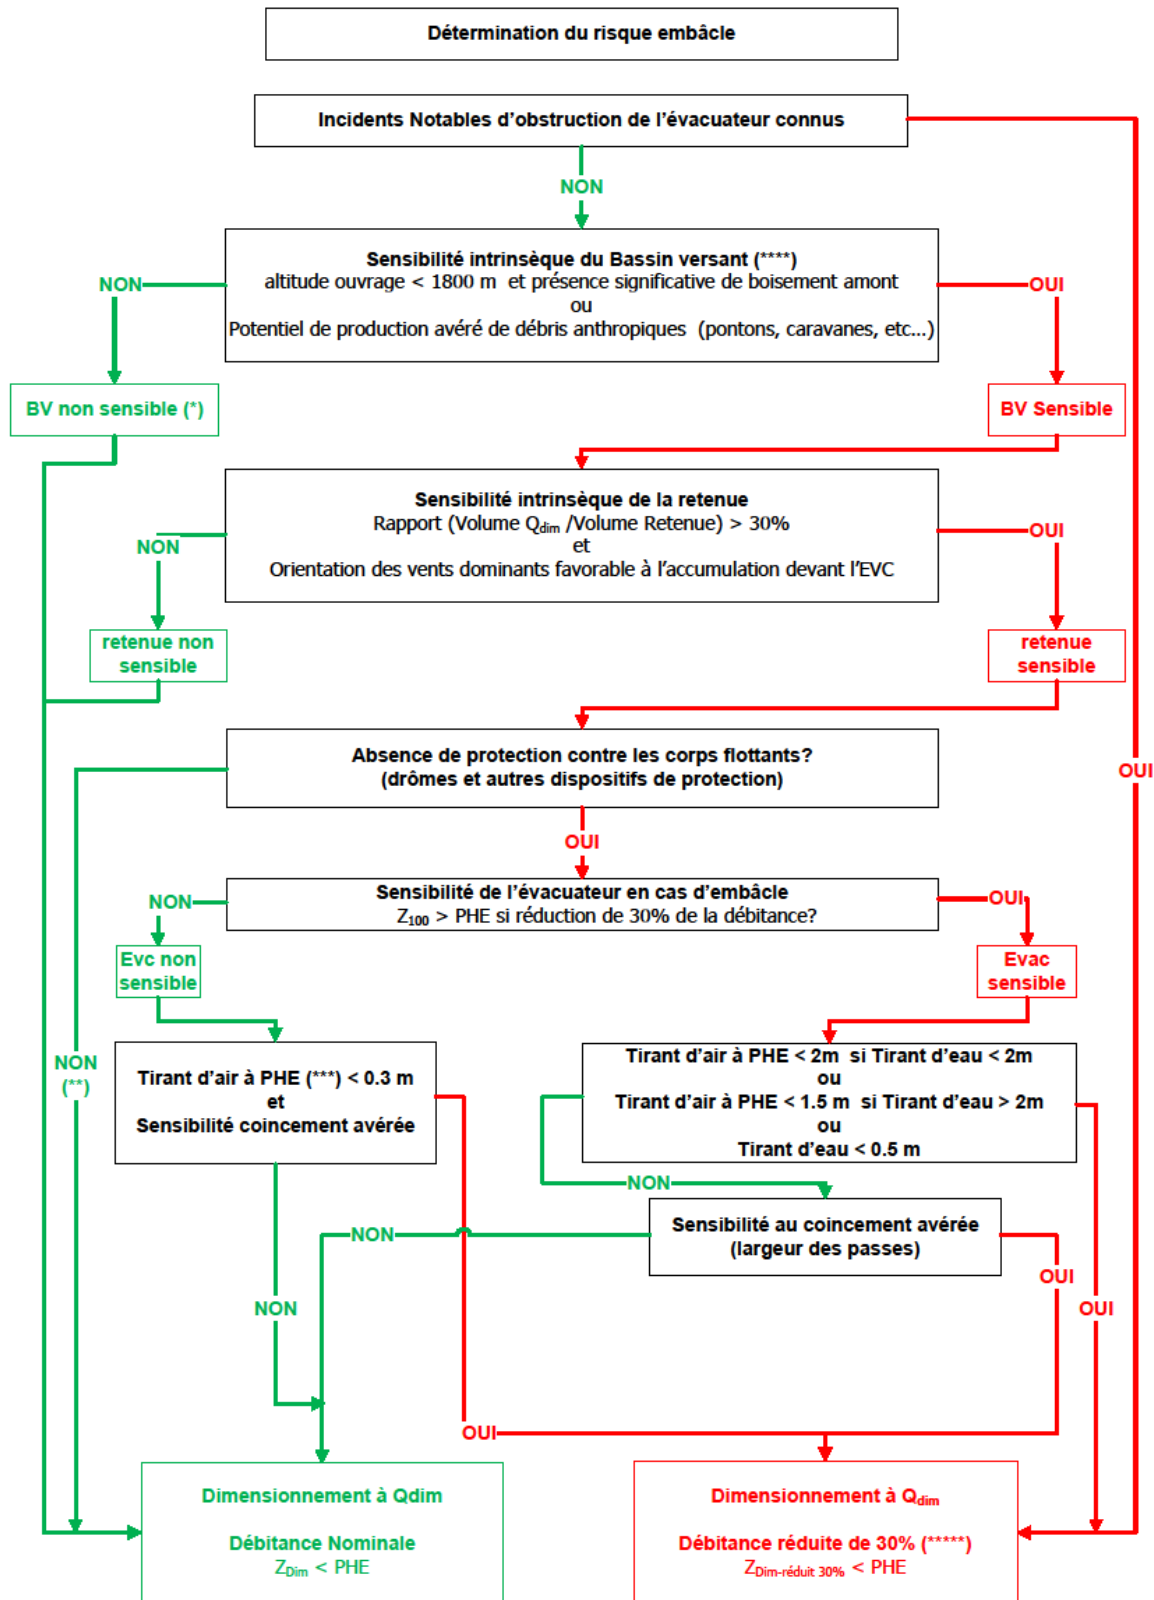 Détermination du risque embâcle
Incidents Notables d'obstruction de l'évacuateur connus
NON
Sensibilité intrinsèque du Bassin versant (****)
altitude ouvrage < 1800 m et présence significative de boisement amont
ou
Potentiel de production avéré de débris anthropiques (pontons, caravanes, etc...)
NON
OUI
BV non sensible (*)
BV Sensible
Sensibilité intrinsèque de la retenue
Rapport (Volume Qdim /Volume Retenue) > 30%
et
Orientation des vents dominants favorable à l'accumulation devant l'EVC
NON
OUI
retenue non
sensible
retenue
sensible
Absence de protection contre les corps flottants?
(drômes et autres dispositifs de protection)
OUI
OUI
Sensibilité de l'évacuateur en cas d'embâcle
Z100 > PHE si réduction de 30% de la débitance?
NON
OUI
Evc non
sensible
Evac
sensible
NON
(**)
Tirant d'air à PHE (***) < 0.3 m
et
Sensibilité coincement avérée
Tirant d'air à PHE < 2m si Tirant d'eau < 2m
ou
Tirant d'air à PHE < 1.5 m si Tirant d'eau > 2m
ou
Tirant d'eau < 0.5 m
NON
Sensibilité au coincement avérée
(largeur des passes)
NON
OUI
NON
OUI
OUI
Dimensionnement à Qdim
Débitance Nominale
ZDim < PHE
Dimensionnement à Qdim
Débitance réduite de 30% (*****)
ZDim-réduit 30% < PHE